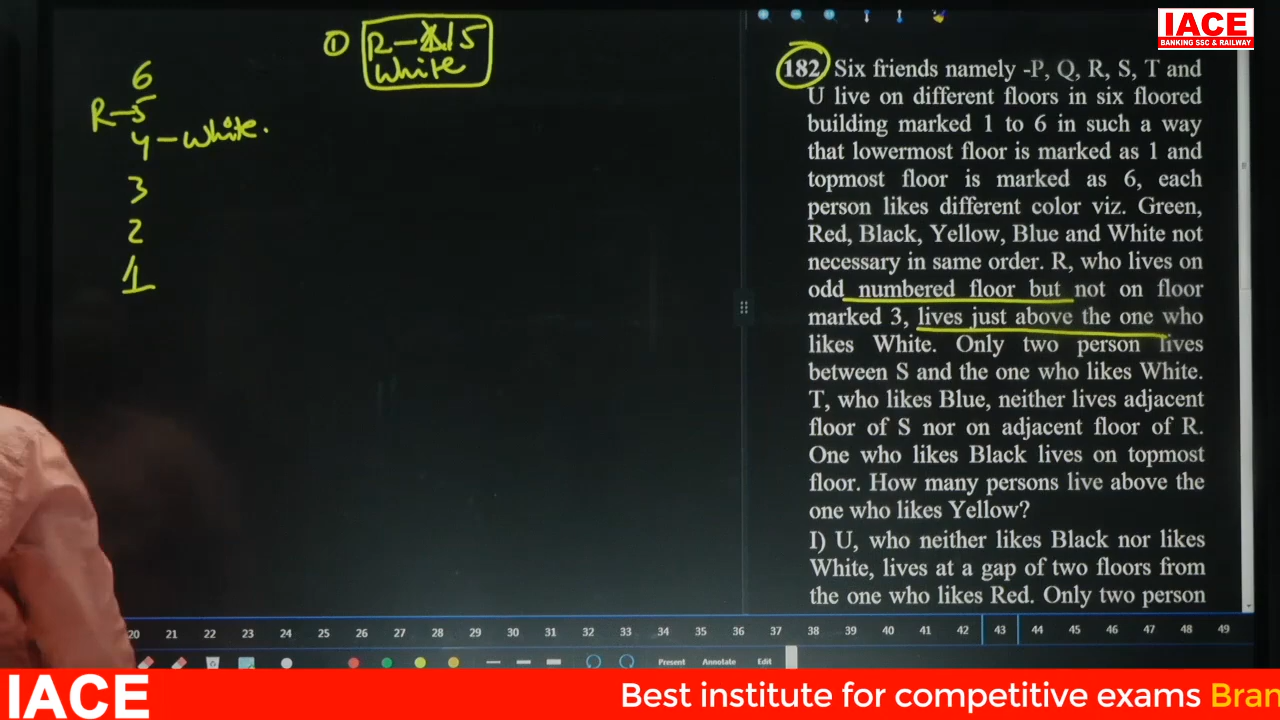 IACE
BANKING SSC & RAILWAY
① R – 1/5
White
6
R→5
4 – White.
3
2
1
182 Six friends namely -P, Q, R, S, T and
U live on different floors in six floored
building marked 1 to 6 in such a way
that lowermost floor is marked as 1 and
topmost floor is marked as 6, each
person likes different color viz. Green,
Red, Black, Yellow, Blue and White not
necessary in same order. R, who lives on
odd numbered floor but not on floor
marked 3, lives just above the one who
likes White. Only two person lives
between S and the one who likes White.
T, who likes Blue, neither lives adjacent
floor of S nor on adjacent floor of R.
One who likes Black lives on topmost
floor. How many persons live above the
one who likes Yellow?
I) U, who neither likes Black nor likes
White, lives at a gap of two floors from
the one who likes Red. Only two person
20 21 22 23 24 25 26 27 28 29 30 31 32 33 34 35 36 37 38 39 40 41 42 43 44 45 46 47 48 49
Present Annotate Edit
IACE Best institute for competitive exams Bran